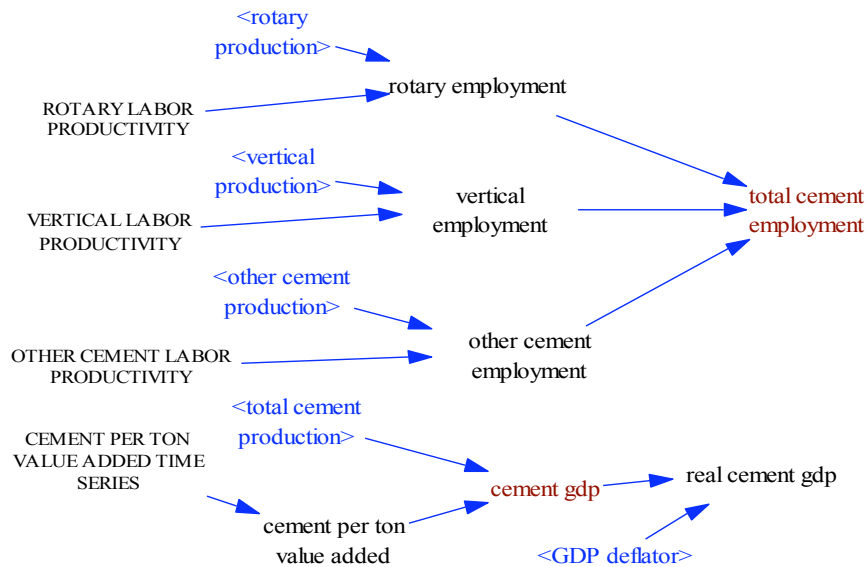 <rotary
production>
rotary employment
ROTARY LABOR
PRODUCTIVITY
<vertical
production>
vertical
employment
total cement
employment
VERTICAL LABOR
PRODUCTIVITY
<other cement
production>
other cement
employment
OTHER CEMENT LABOR
PRODUCTIVITY
<total cement
production>
CEMENT PER TON
VALUE ADDED TIME
SERIES
cement gdp
real cement gdp
cement per ton
value added
<GDP deflator>